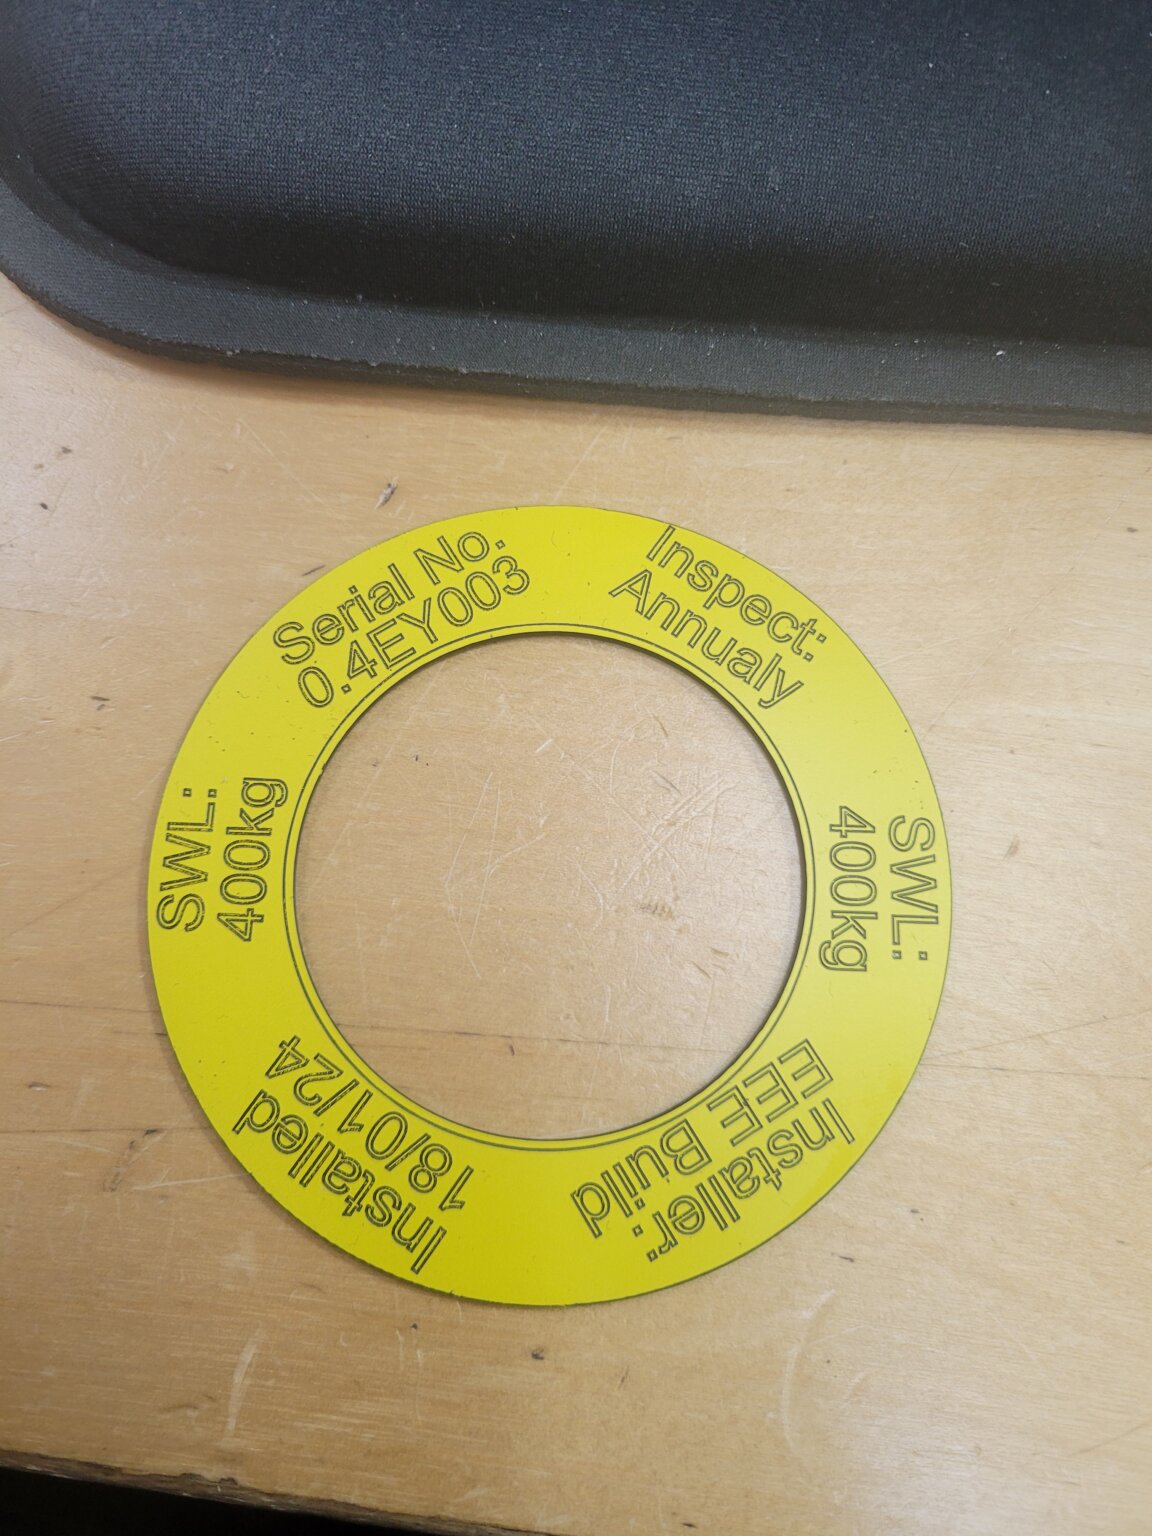 Serial No.
0.4EY003
Inspect:
Annualy
SWL:
400kg
Installer:
EEE Build
Installed
18/01/24
SWL:
400kg